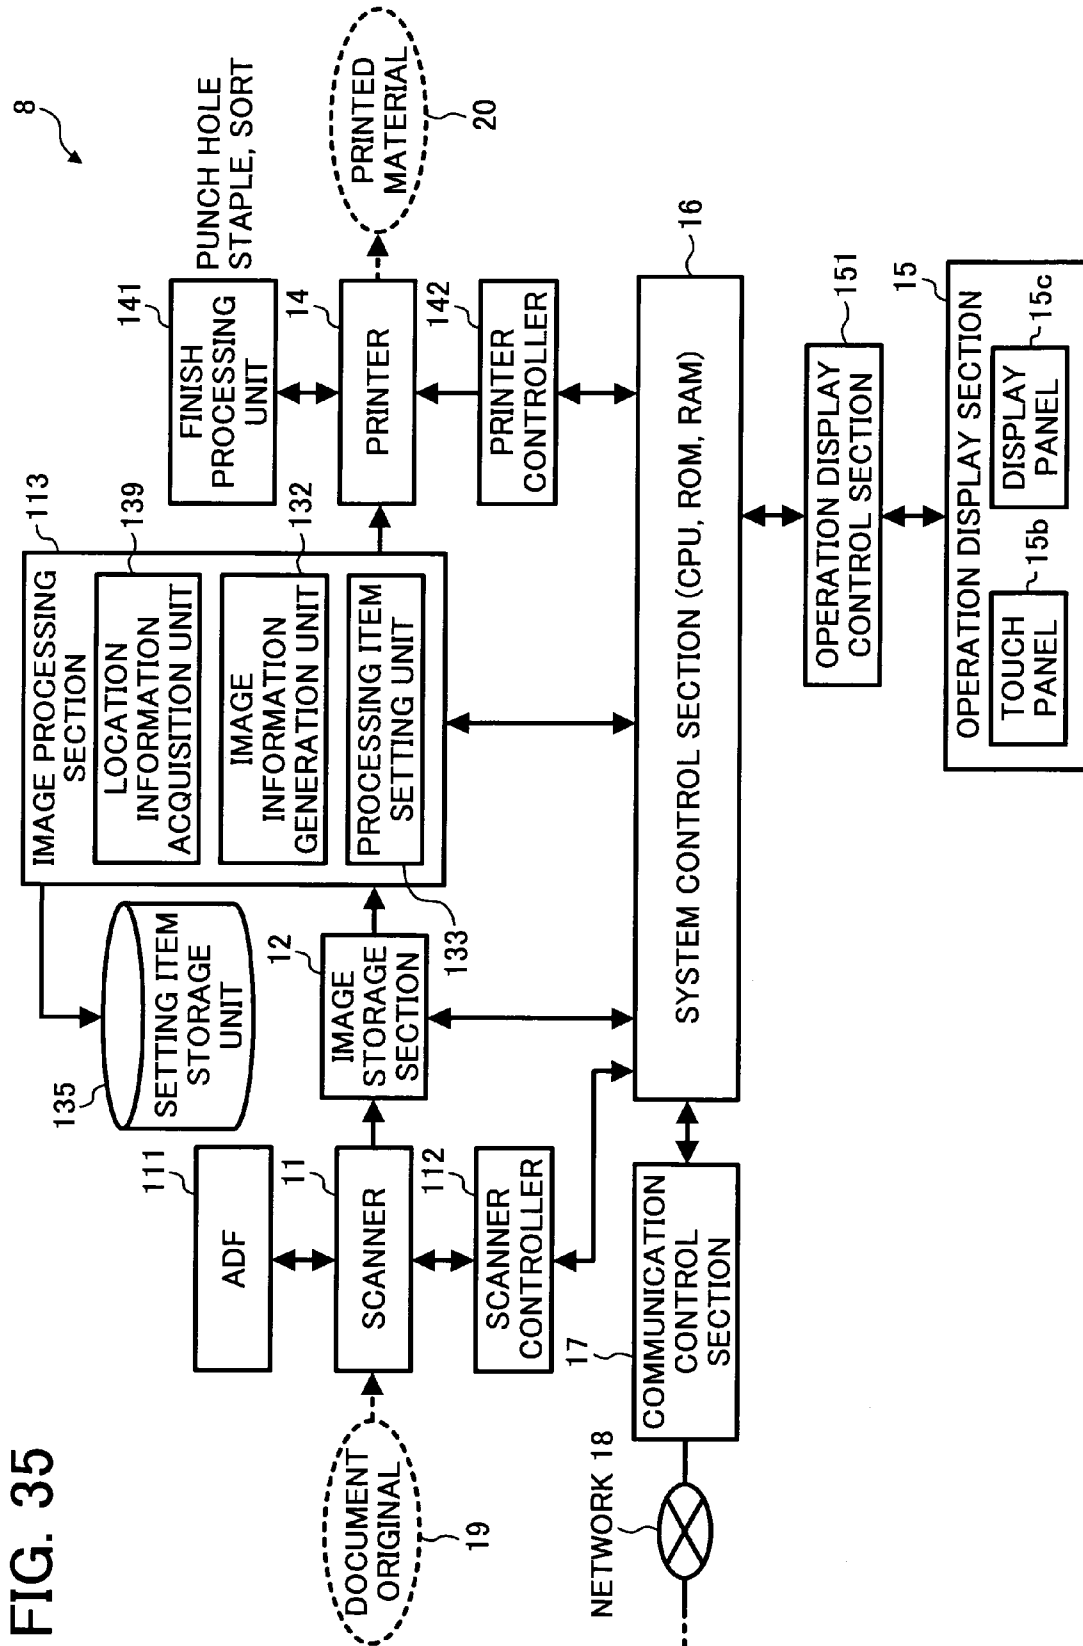 FIG. 35
8
DOCUMENT
ORIGINAL
19
ADF
111
SCANNER
11
SCANNER
CONTROLLER
112
SETTING ITEM
STORAGE
UNIT
135
IMAGE
STORAGE
SECTION
12
IMAGE PROCESSING
SECTION
113
LOCATION
INFORMATION
ACQUISITION UNIT
139
IMAGE
INFORMATION
GENERATION UNIT
132
PROCESSING ITEM
SETTING UNIT
133
FINISH
PROCESSING
UNIT
141
PUNCH HOLE
STAPLE, SORT
PRINTER
14
PRINTER
CONTROLLER
142
PRINTED
MATERIAL
20
SYSTEM CONTROL SECTION (CPU, ROM, RAM)
16
NETWORK 18
COMMUNICATION
CONTROL
SECTION
17
OPERATION DISPLAY
CONTROL SECTION
151
OPERATION DISPLAY SECTION
15
TOUCH
PANEL
15b
DISPLAY
PANEL
15c